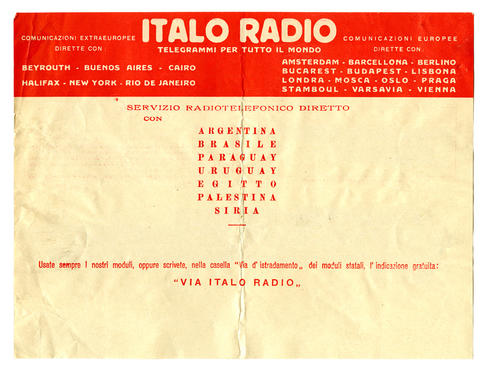 ITALO RADIO
TELEGRAMMI PER TUTTO IL MONDO
COMUNICAZIONI EXTRAEUROPEE
DIRETTE CON
BEYROUTH - BUENOS AIRES - CAIRO
HALIFAX - NEW YORK - RIO DE JANEIRO
COMUNICAZIONI EUROPEE
DIRETTE CON
AMSTERDAM - BARCELLONA - BERLINO
BUCAREST - BUDAPEST - LISBONA
LONDRA - MOSCA - OSLO - PRAGA
STAMBOUL - VARSAVIA - VIENNA
SERVIZIO RADIOTELEFONICO DIRETTO
CON
ARGENTINA
BRASILE
PARAGUAY
URUGUAY
EGITTO
PALESTINA
SIRIA
Usate sempre i nostri moduli, oppure scrivete, nella casella "Via d'istradamento„ dei moduli statali, l'indicazione gratuita:
"VIA ITALO RADIO„